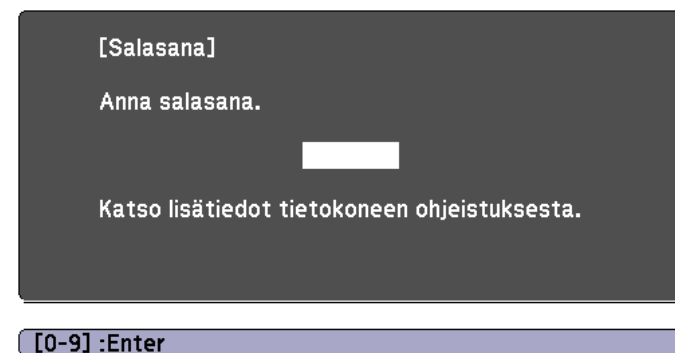 [Salasana]
Anna salasana.
Katso lisätiedot tietokoneen ohjeistuksesta.
[0-9] :Enter